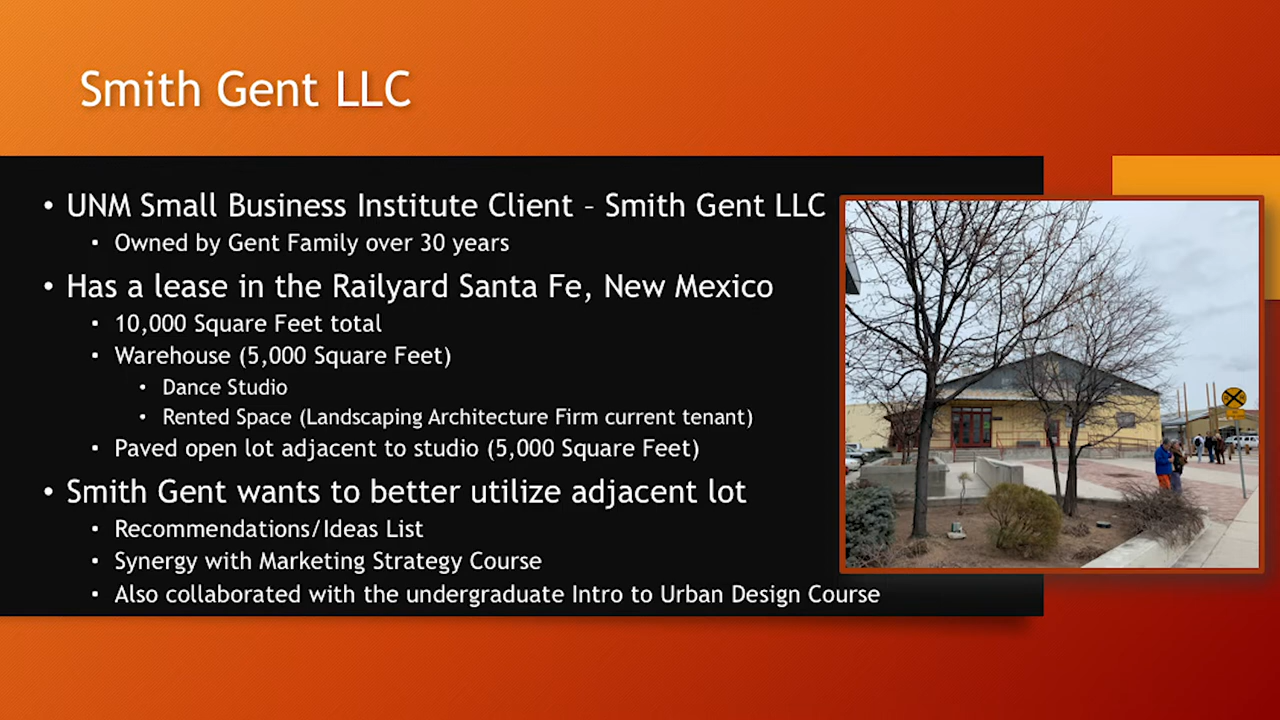 Smith Gent LLC
• UNM Small Business Institute Client – Smith Gent LLC
• Owned by Gent Family over 30 years
• Has a lease in the Railyard Santa Fe, New Mexico
• 10,000 Square Feet total
• Warehouse (5,000 Square Feet)
• Dance Studio
• Rented Space (Landscaping Architecture Firm current tenant)
• Paved open lot adjacent to studio (5,000 Square Feet)
• Smith Gent wants to better utilize adjacent lot
• Recommendations/Ideas List
• Synergy with Marketing Strategy Course
• Also collaborated with the undergraduate Intro to Urban Design Course